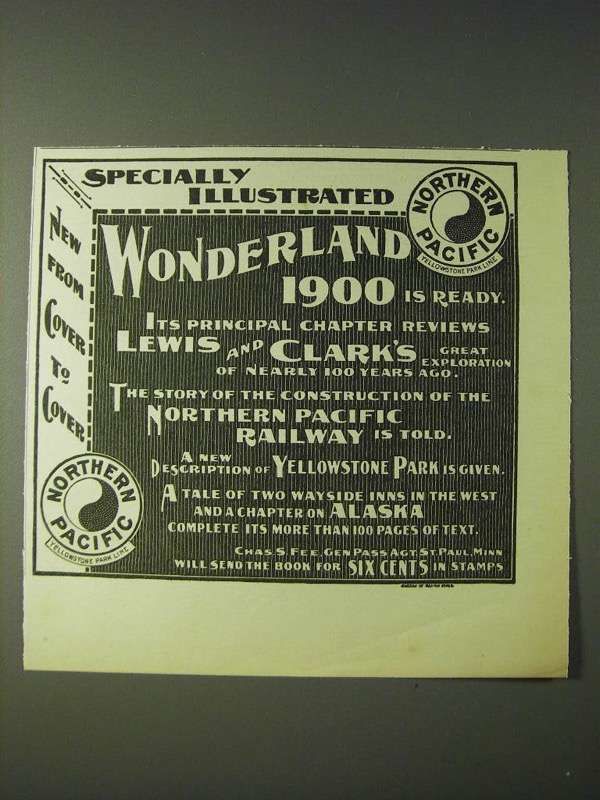 SPECIALLY
ILLUSTRATED
NEW
FROM
COVER
TO
COVER
NORTHERN
PACIFIC
YELLOWSTONE PARK LINE
WONDERLAND
1900 IS READY.
ITS PRINCIPAL CHAPTER REVIEWS
LEWIS AND CLARK'S GREAT EXPLORATION
OF NEARLY 100 YEARS AGO.
THE STORY OF THE CONSTRUCTION OF THE
NORTHERN PACIFIC
RAILWAY IS TOLD.
A NEW
DESCRIPTION OF YELLOWSTONE PARK IS GIVEN.
A TALE OF TWO WAYSIDE INNS IN THE WEST
AND A CHAPTER ON ALASKA
COMPLETE ITS MORE THAN 100 PAGES OF TEXT.
CHAS. S. FEE, GEN. PASS. AGT. ST. PAUL, MINN
WILL SEND THE BOOK FOR SIX CENTS IN STAMPS
NORTHERN
PACIFIC
YELLOWSTONE PARK LINE